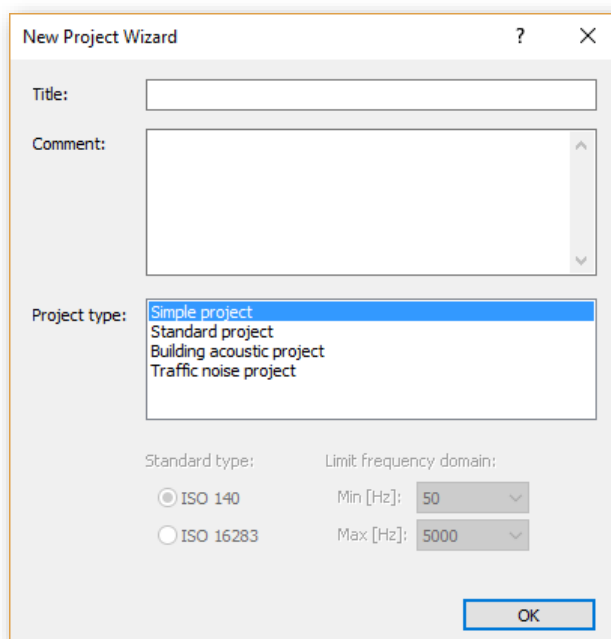 New Project Wizard ?
Title:
Comment:
Project type:
Simple project
Standard project
Building acoustic project
Traffic noise project
Standard type: Limit frequency domain:
ISO 140 Min [Hz]: 50
ISO 16283 Max [Hz]: 5000
OK